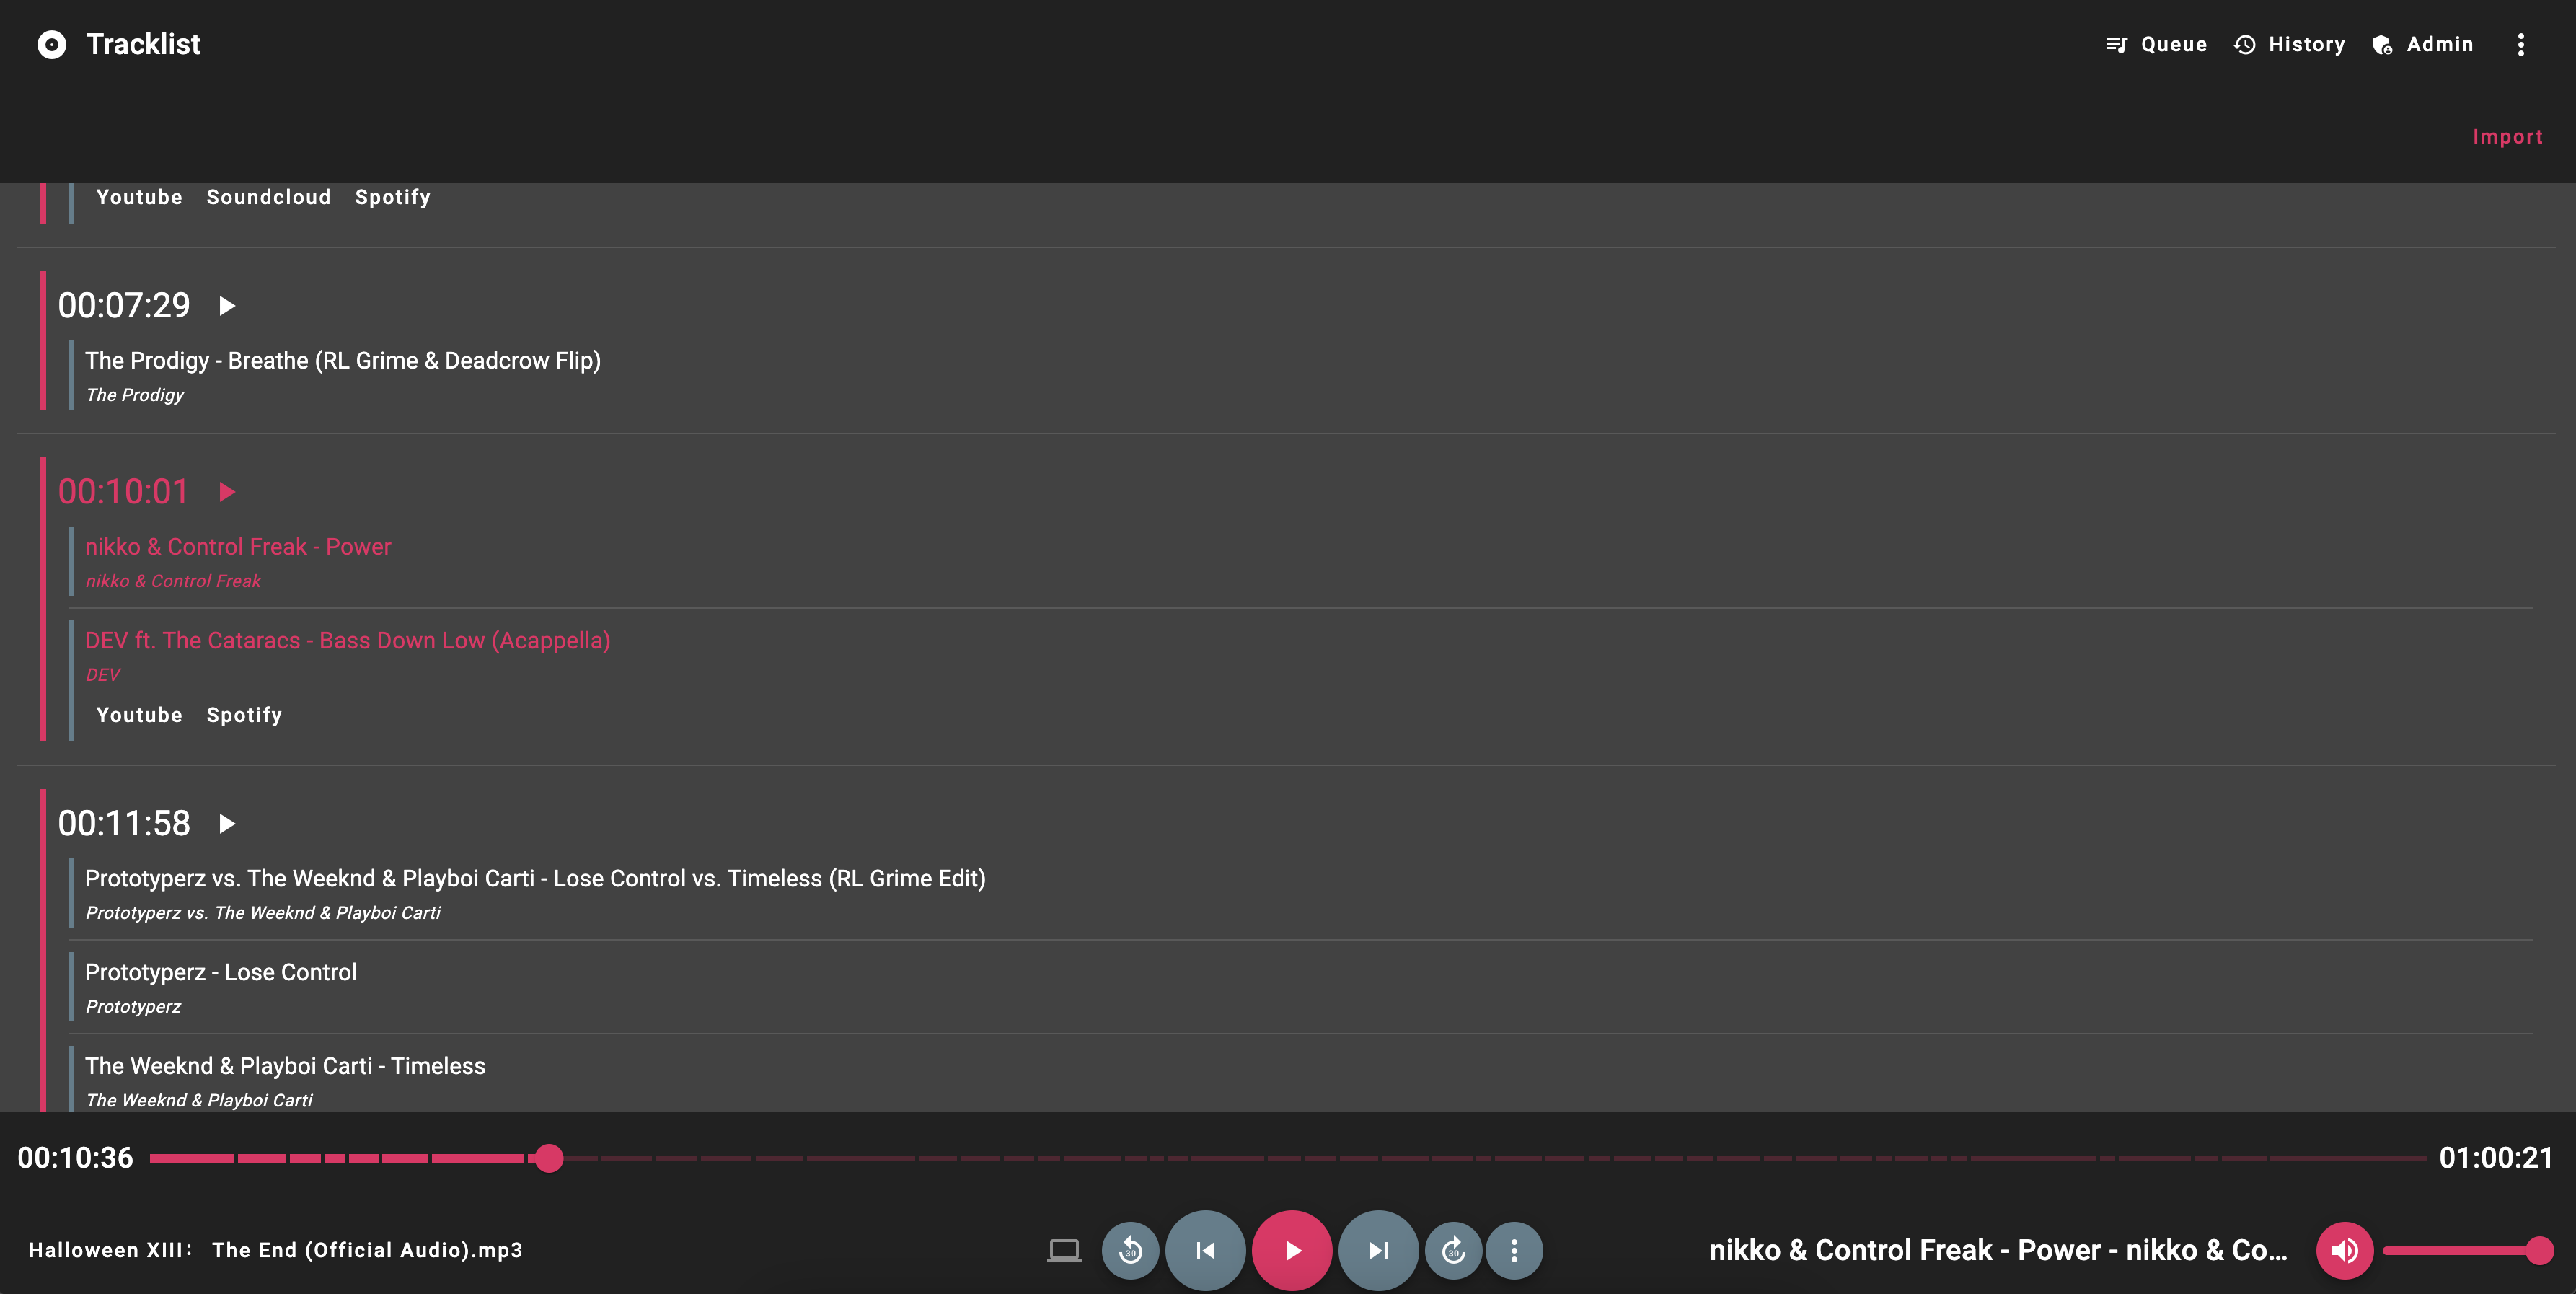 Tracklist
Queue History Admin
Import
Youtube Soundcloud Spotify
00:07:29
The Prodigy - Breathe (RL Grime & Deadcrow Flip)
The Prodigy
00:10:01
nikko & Control Freak - Power
nikko & Control Freak
DEV ft. The Cataracs - Bass Down Low (Acappella)
DEV
Youtube Spotify
00:11:58
Prototyperz vs. The Weeknd & Playboi Carti - Lose Control vs. Timeless (RL Grime Edit)
Prototyperz vs. The Weeknd & Playboi Carti
Prototyperz - Lose Control
Prototyperz
The Weeknd & Playboi Carti - Timeless
The Weeknd & Playboi Carti
00:10:36 01:00:21
Halloween XIII： The End (Official Audio).mp3 30 30 nikko & Control Freak - Power - nikko & Co...